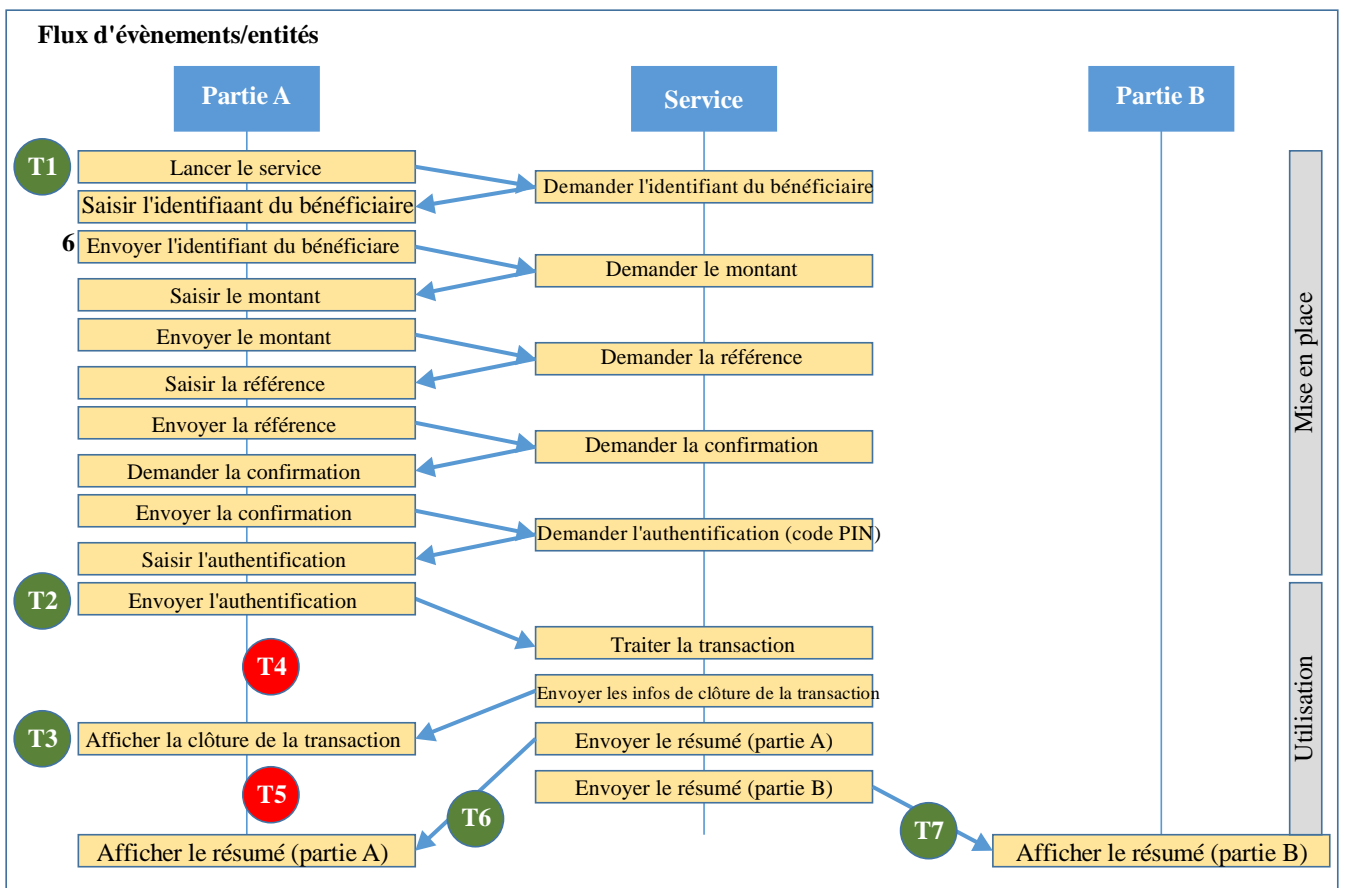 Flux d'évènements/entités
Partie A
Service
Partie B
T1
Lancer le service
Demander l'identifiant du bénéficiaire
Saisir l'identifiaant du bénéficiaire
6
Envoyer l'identifiant du bénéficiare
Demander le montant
Saisir le montant
Envoyer le montant
Demander la référence
Saisir la référence
Envoyer la référence
Demander la confirmation
Demander la confirmation
Envoyer la confirmation
Demander l'authentification (code PIN)
Saisir l'authentification
Mise en place
T2
Envoyer l'authentification
Traiter la transaction
T4
Envoyer les infos de clôture de la transaction
T3
Afficher la clôture de la transaction
Envoyer le résumé (partie A)
T5
Envoyer le résumé (partie B)
T6
T7
Utilisation
Afficher le résumé (partie A)
Afficher le résumé (partie B)